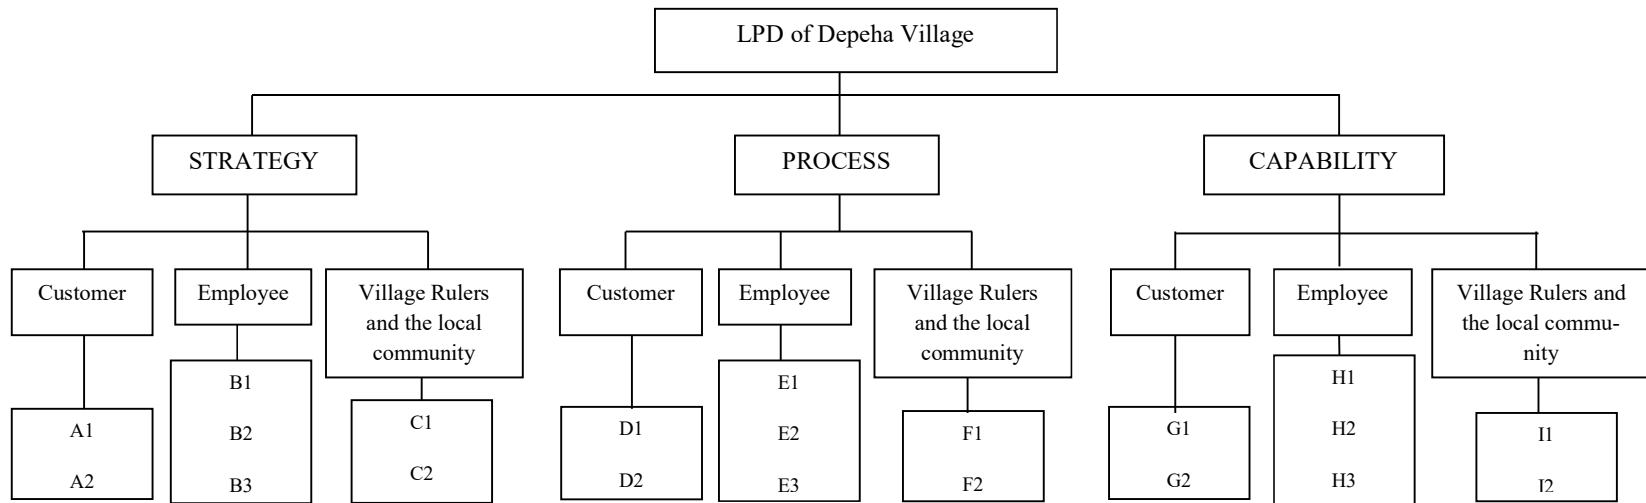 LPD of Depeha Village
STRATEGY
PROCESS
CAPABILITY
Customer
Employee
Village Rulers
and the local
community
Customer
Employee
Village Rulers
and the local
community
Customer
Employee
Village Rulers and
the local commu-
nity
A1
A2
B1
B2
B3
C1
C2
D1
D2
E1
E2
E3
F1
F2
G1
G2
H1
H2
H3
I1
I2